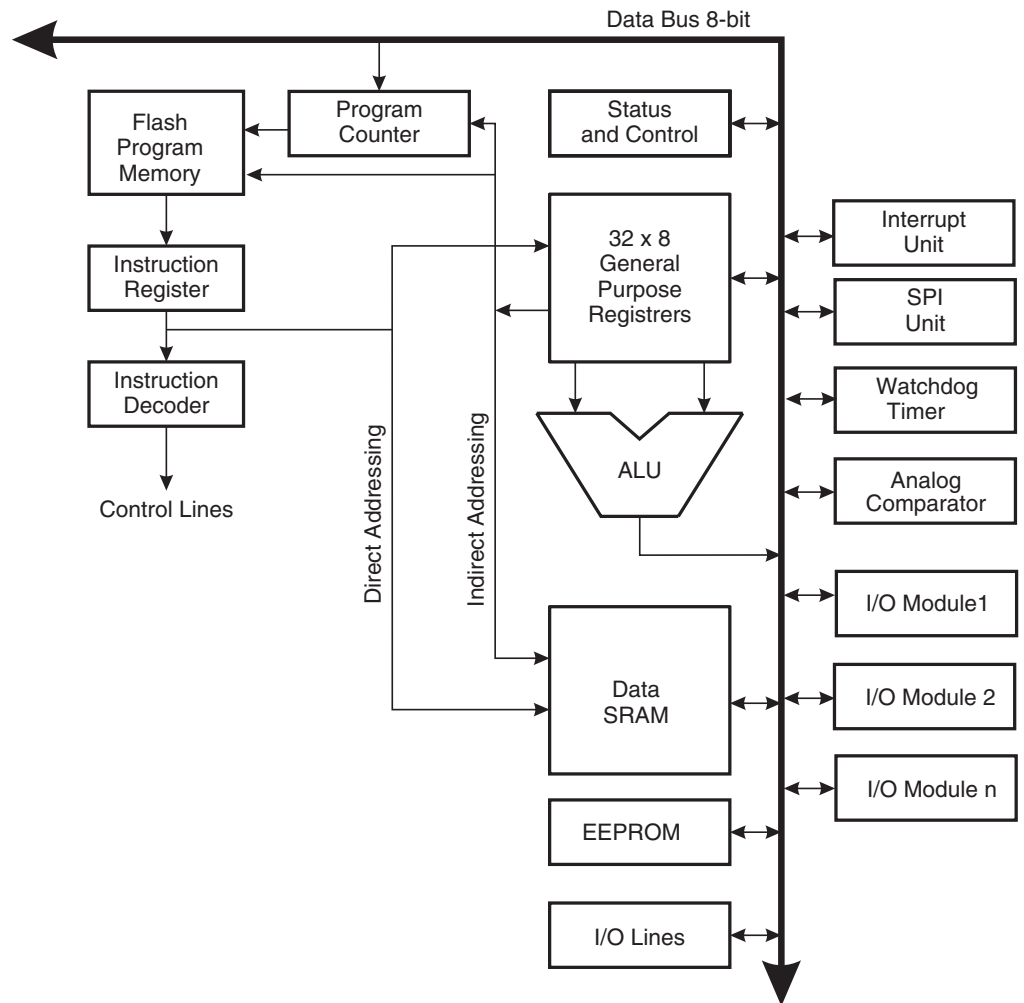 Data Bus 8-bit
Flash
Program
Memory
Program
Counter
Status
and Control
Interrupt
Unit
32 x 8
General
Purpose
Registrers
Instruction
Register
SPI
Unit
Instruction
Decoder
Watchdog
Timer
Control Lines
Direct Addressing
Indirect Addressing
ALU
Analog
Comparator
I/O Module1
Data
SRAM
I/O Module 2
I/O Module n
EEPROM
I/O Lines